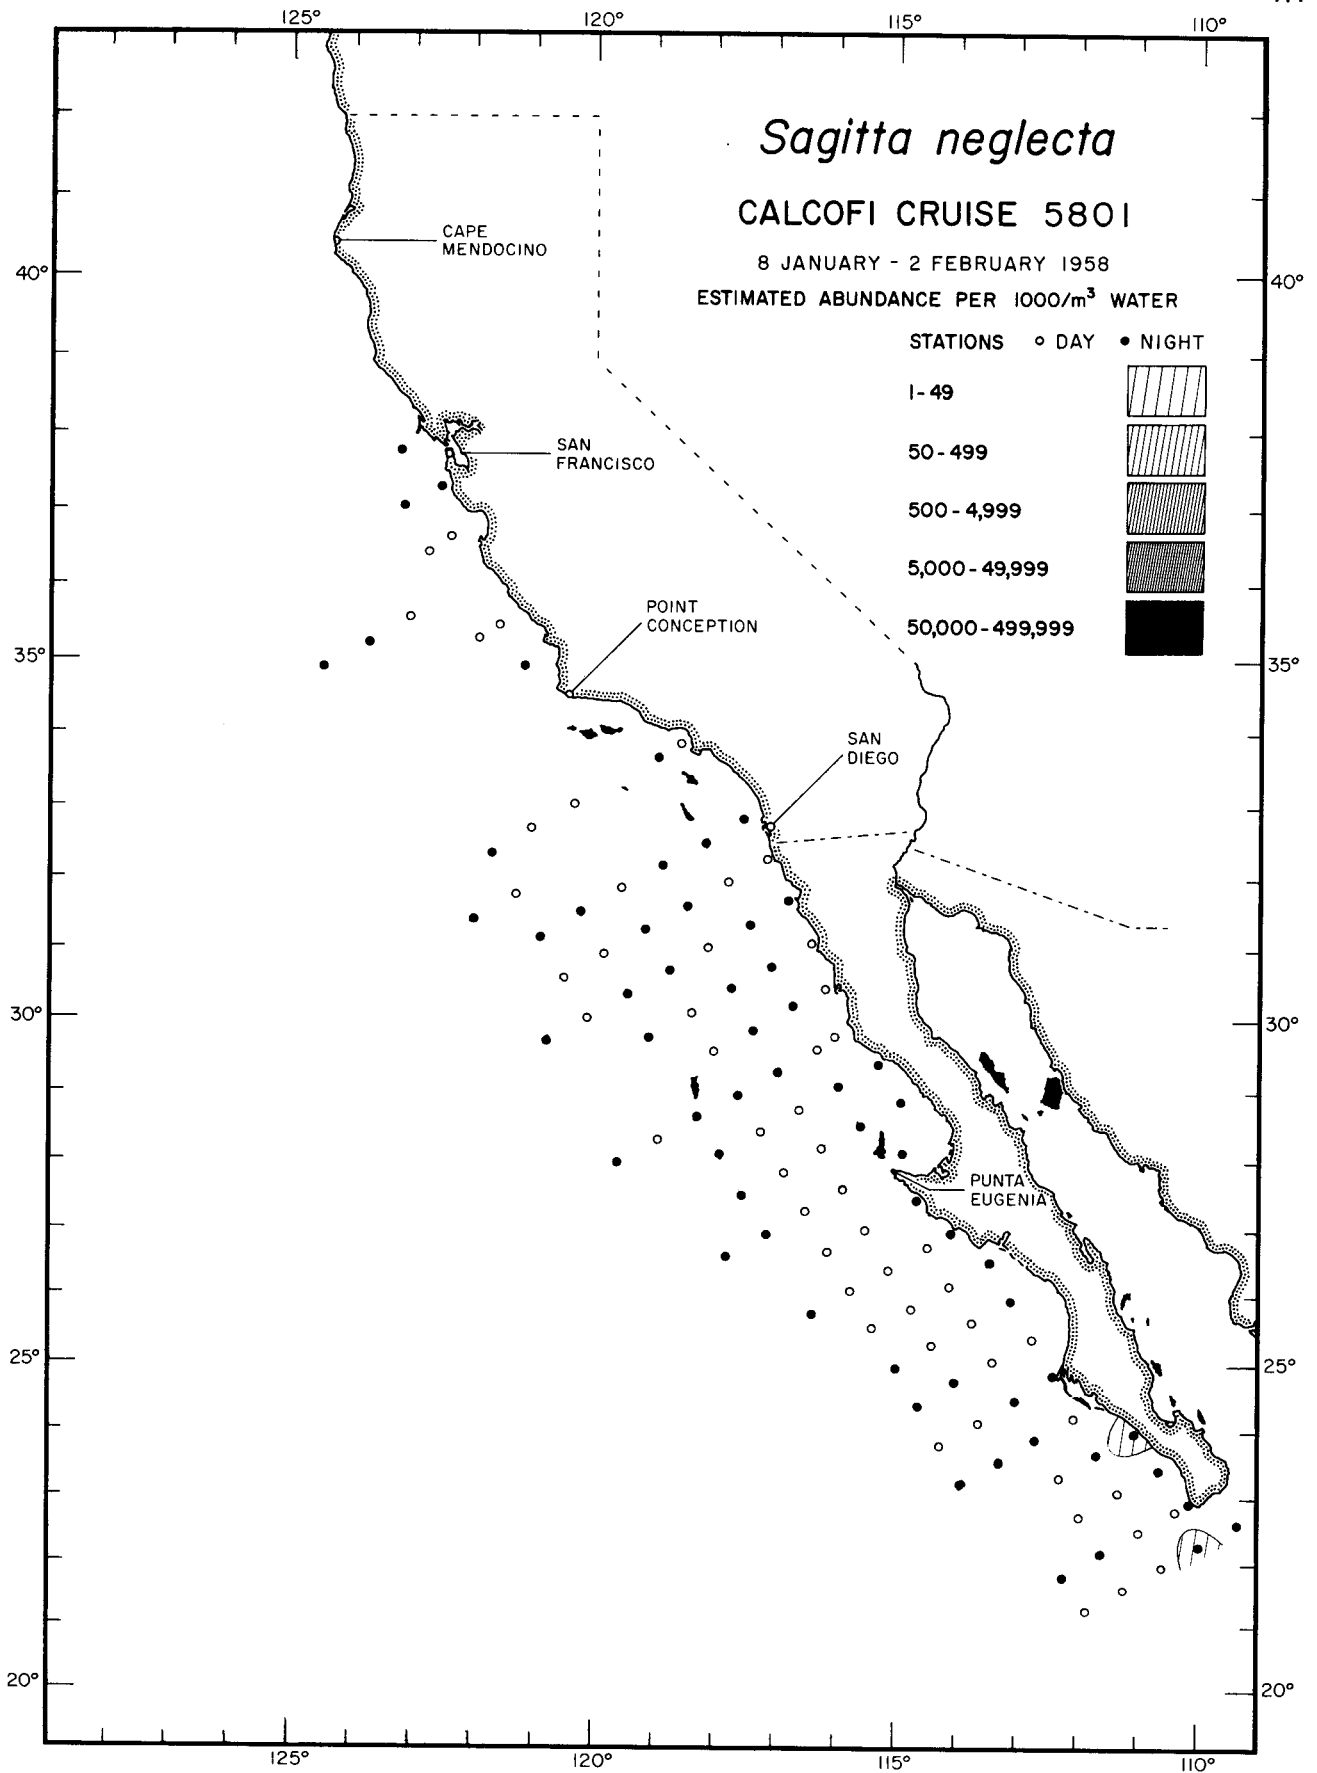 125°
120°
115°
110°
Sagitta neglecta
CALCOFI CRUISE 5801
8 JANUARY - 2 FEBRUARY 1958
ESTIMATED ABUNDANCE PER 1000/m³ WATER
STATIONS ○ DAY ● NIGHT
1-49
50-499
500-4,999
5,000-49,999
50,000-499,999
CAPE
MENDOCINO
SAN
FRANCISCO
POINT
CONCEPTION
SAN
DIEGO
PUNTA
EUGENIA
40°
35°
30°
25°
20°
40°
35°
30°
25°
20°
125°
120°
115°
110°